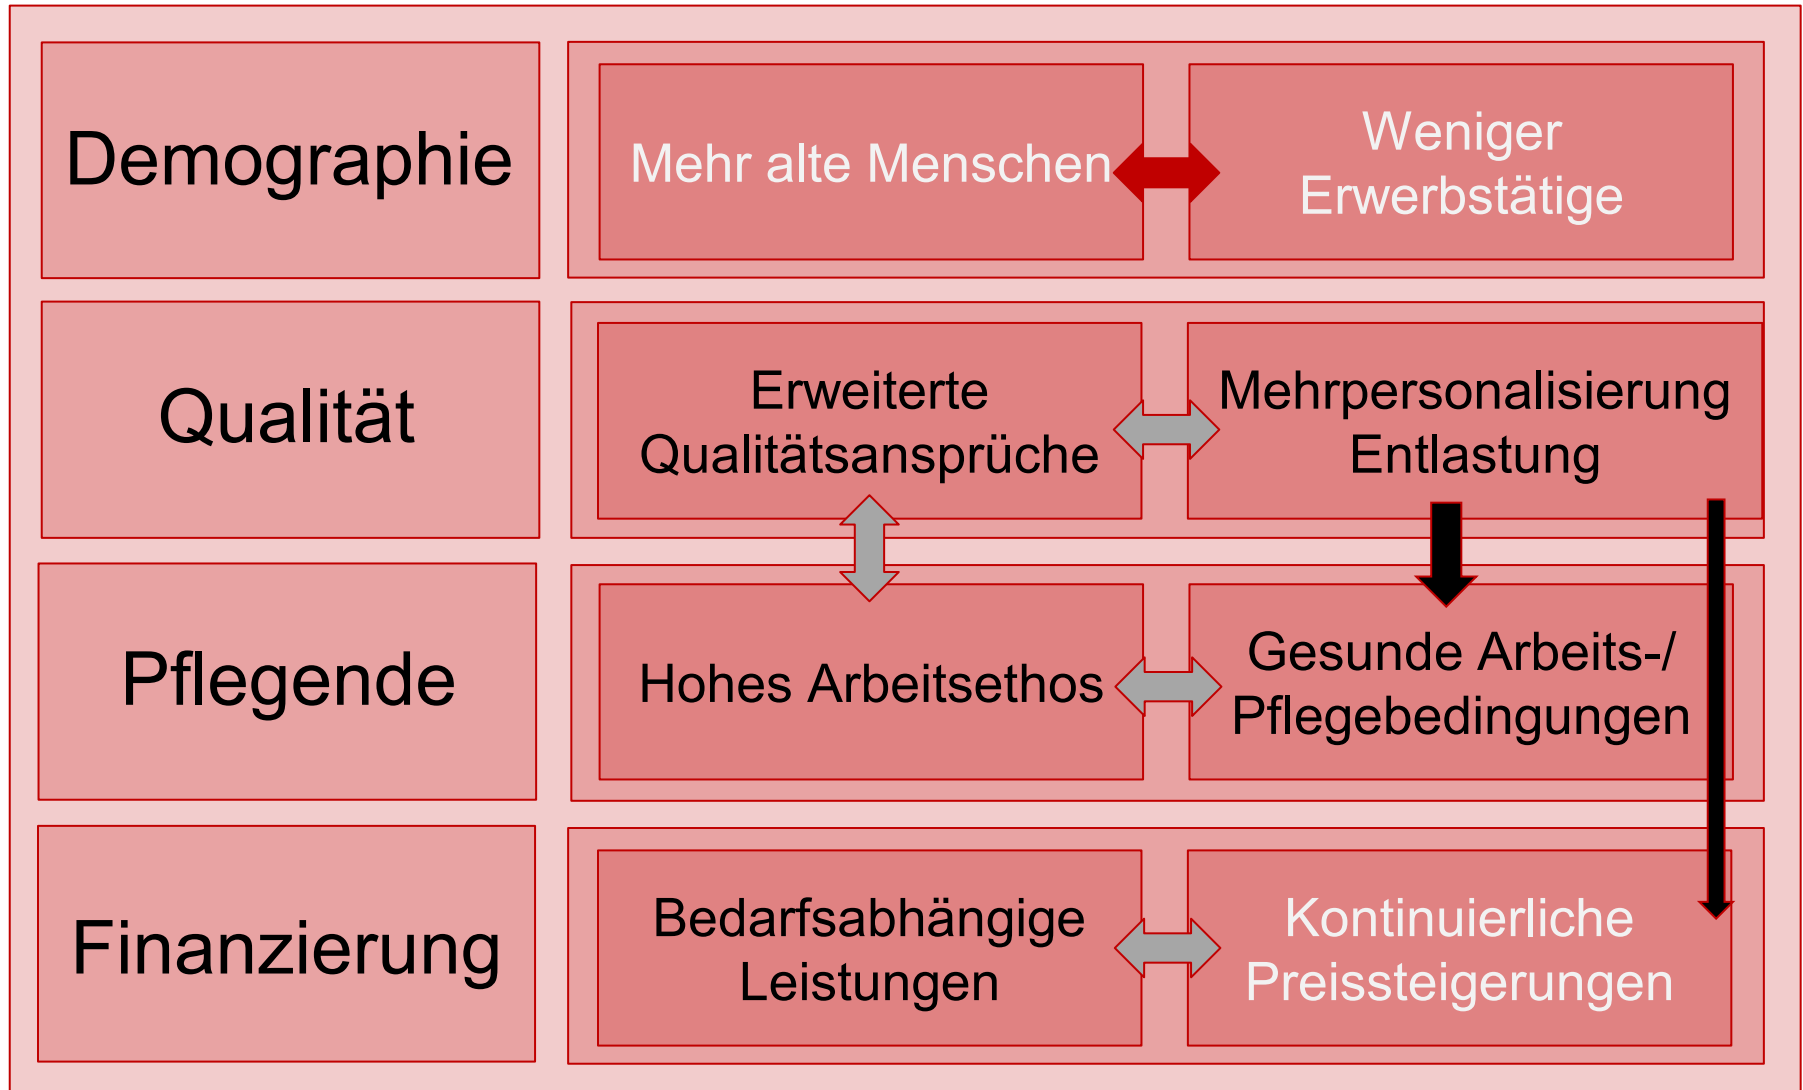 Demographie
Mehr alte Menschen
Weniger
Erwerbstätige
Qualität
Erweiterte
Qualitätsansprüche
Mehrpersonalisierung
Entlastung
Pflegende
Hohes Arbeitsethos
Gesunde Arbeits-/
Pflegebedingungen
Finanzierung
Bedarfsabhängige
Leistungen
Kontinuierliche
Preissteigerungen